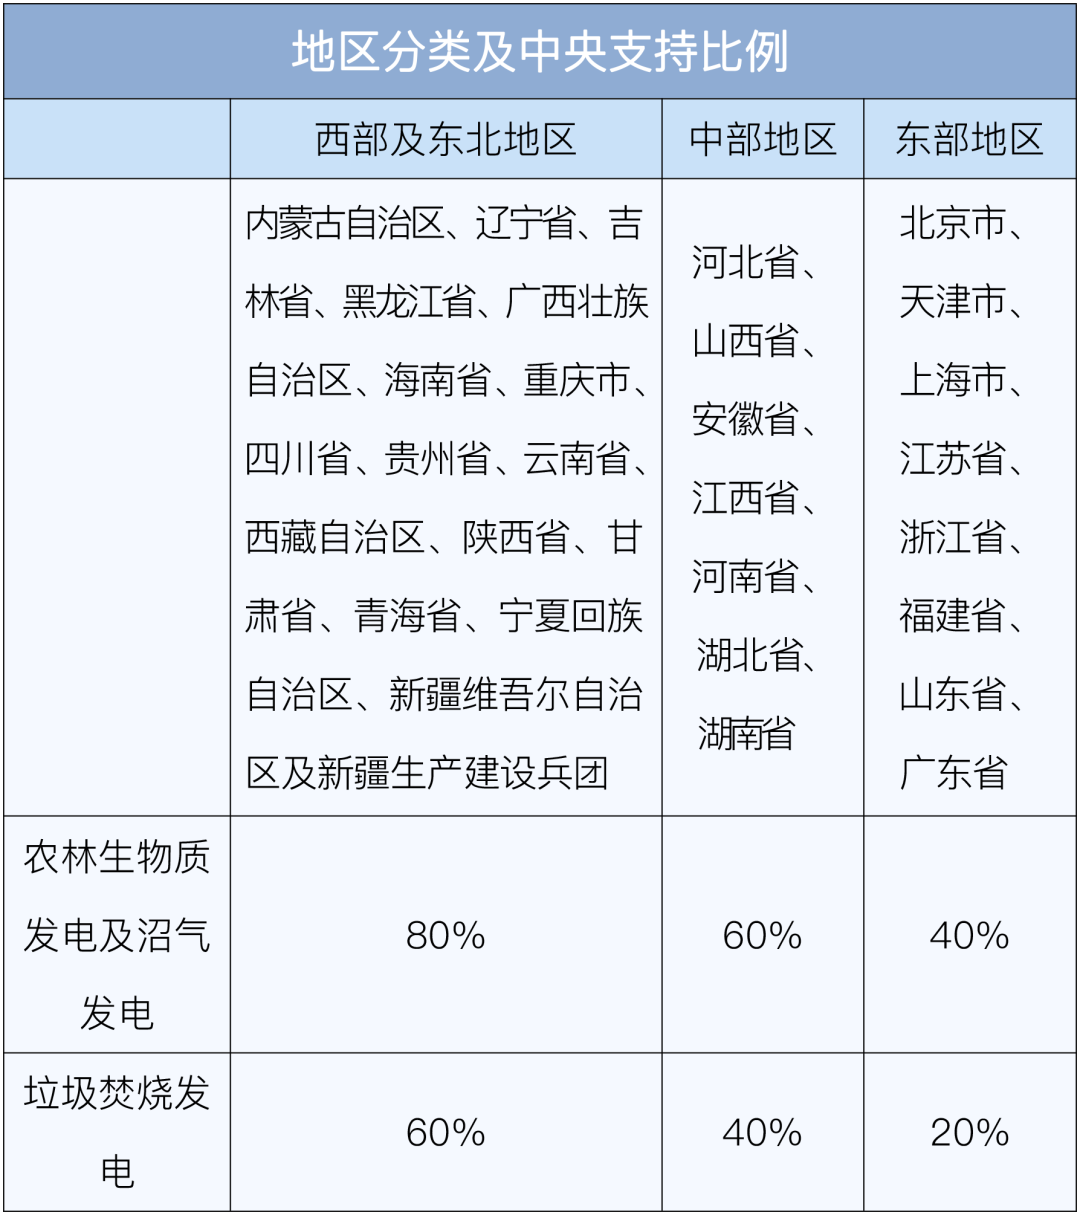 地区分类及中央支持比例
西部及东北地区
中部地区
东部地区
内蒙古自治区、辽宁省、吉
林省、黑龙江省、广西壮族
自治区、海南省、重庆市、
四川省、贵州省、云南省、
西藏自治区、陕西省、甘
肃省、青海省、宁夏回族
自治区、新疆维吾尔自治
区及新疆生产建设兵团
河北省、
山西省、
安徽省、
江西省、
河南省、
湖北省、
湖南省
北京市、
天津市、
上海市、
江苏省、
浙江省、
福建省、
山东省、
广东省
农林生物质
发电及沼气
发电
80%
60%
40%
垃圾焚烧发
电
60%
40%
20%